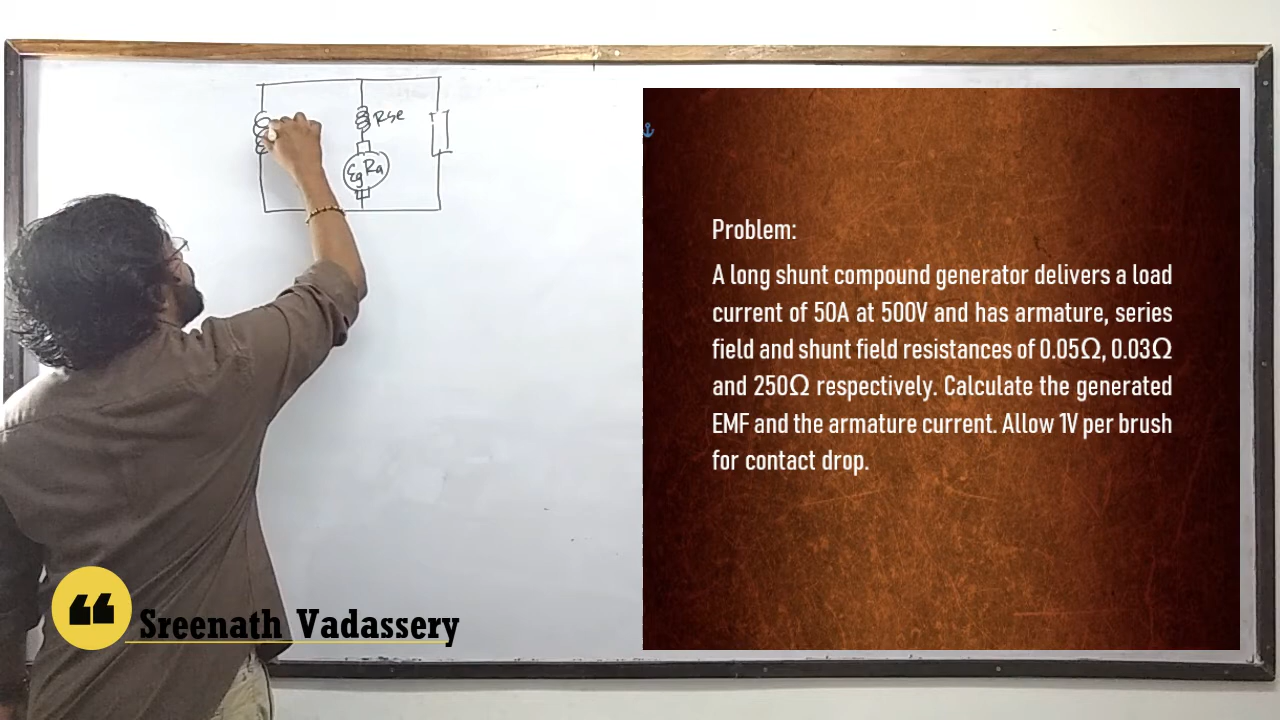 Rse
Eg Ra
Problem:
A long shunt compound generator delivers a load
current of 50A at 500V and has armature, series
field and shunt field resistances of 0.05Ω, 0.03Ω
and 250Ω respectively. Calculate the generated
EMF and the armature current. Allow 1V per brush
for contact drop.
Sreenath Vadassery